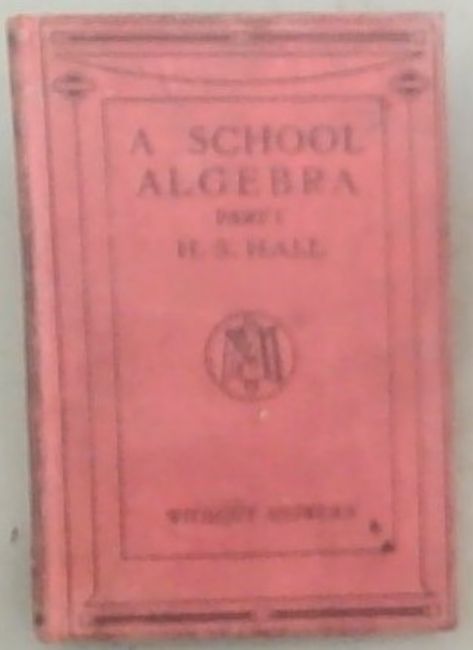 A SCHOOL
ALGEBRA
PART I
H. S. HALL
WITHOUT ANSWERS